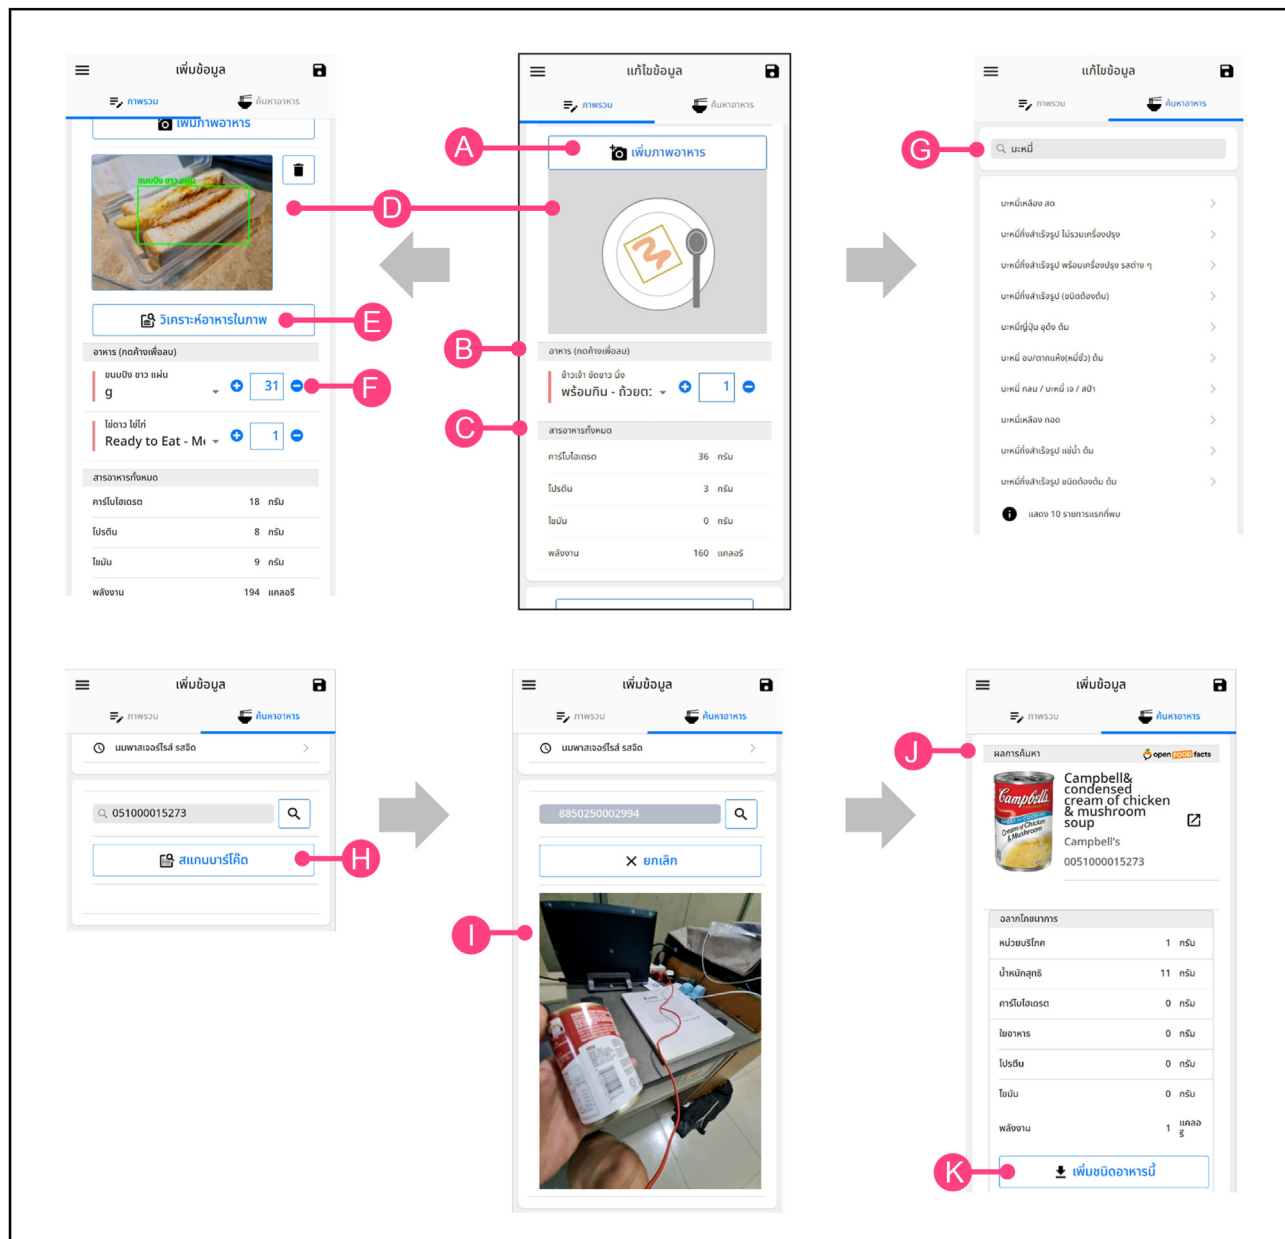 เพิ่มข้อมูล
ภาพรวม
ค้นหาอาหาร
เพิ่มภาพอาหาร
ขนมปัง ขาว แผ่น
D
E
วิเคราะห์อาหารในภาพ
อาหาร (กดค้างเพื่อลบ)
ขนมปัง ขาว แผ่น
g
31
F
ไข่ดาว ไข่ไก่
Ready to Eat - Me
1
สารอาหารทั้งหมด
คาร์โบไฮเดรต 18 กรัม
โปรตีน 8 กรัม
ไขมัน 9 กรัม
พลังงาน 194 แคลอรี
แก้ไขข้อมูล
ภาพรวม
ค้นหาอาหาร
A
เพิ่มภาพอาหาร
B
อาหาร (กดค้างเพื่อลบ)
ข้าวเจ้า ขัดขาว นึ่ง
พร้อมกิน - ถ้วยตว
1
C
สารอาหารทั้งหมด
คาร์โบไฮเดรต 36 กรัม
โปรตีน 3 กรัม
ไขมัน 0 กรัม
พลังงาน 160 แคลอรี
แก้ไขข้อมูล
ภาพรวม
ค้นหาอาหาร
G
บะหมี่
บะหมี่เหลือง สด
บะหมี่กึ่งสำเร็จรูป ไม่รวมเครื่องปรุง
บะหมี่กึ่งสำเร็จรูป พร้อมเครื่องปรุง รสต่าง ๆ
บะหมี่กึ่งสำเร็จรูป (ชนิดต้องต้ม)
บะหมี่ญี่ปุ่น อุด้ง ต้ม
บะหมี่ อบ/ตากแห้ง(หมี่ซั่ว) ต้ม
บะหมี่ กลม / บะหมี่ เจ / สปา
บะหมี่เหลือง ทอด
บะหมี่กึ่งสำเร็จรูป แช่น้ำ ต้ม
บะหมี่กึ่งสำเร็จรูป ชนิดต้องต้ม ต้ม
แสดง 10 รายการแรกที่พบ
เพิ่มข้อมูล
ภาพรวม
ค้นหาอาหาร
นมพาสเจอร์ไรส์ รสจืด
051000015273
สแกนบาร์โค๊ด
H
เพิ่มข้อมูล
ภาพรวม
ค้นหาอาหาร
นมพาสเจอร์ไรส์ รสจืด
8850250002994
ยกเลิก
I
เพิ่มข้อมูล
ภาพรวม
ค้นหาอาหาร
J
ผลการค้นหา
open FOOD facts
Campbell's
Cream of Chicken
& Mushroom
Campbell&
condensed
cream of chicken
& mushroom
soup
Campbell's
0051000015273
ฉลากโภชนาการ
หน่วยบริโภค 1 กรัม
น้ำหนักสุทธิ 11 กรัม
คาร์โบไฮเดรต 0 กรัม
ใยอาหาร 0 กรัม
โปรตีน 0 กรัม
ไขมัน 0 กรัม
พลังงาน 1 แคลอ
รี
K
เพิ่มชนิดอาหารนี้